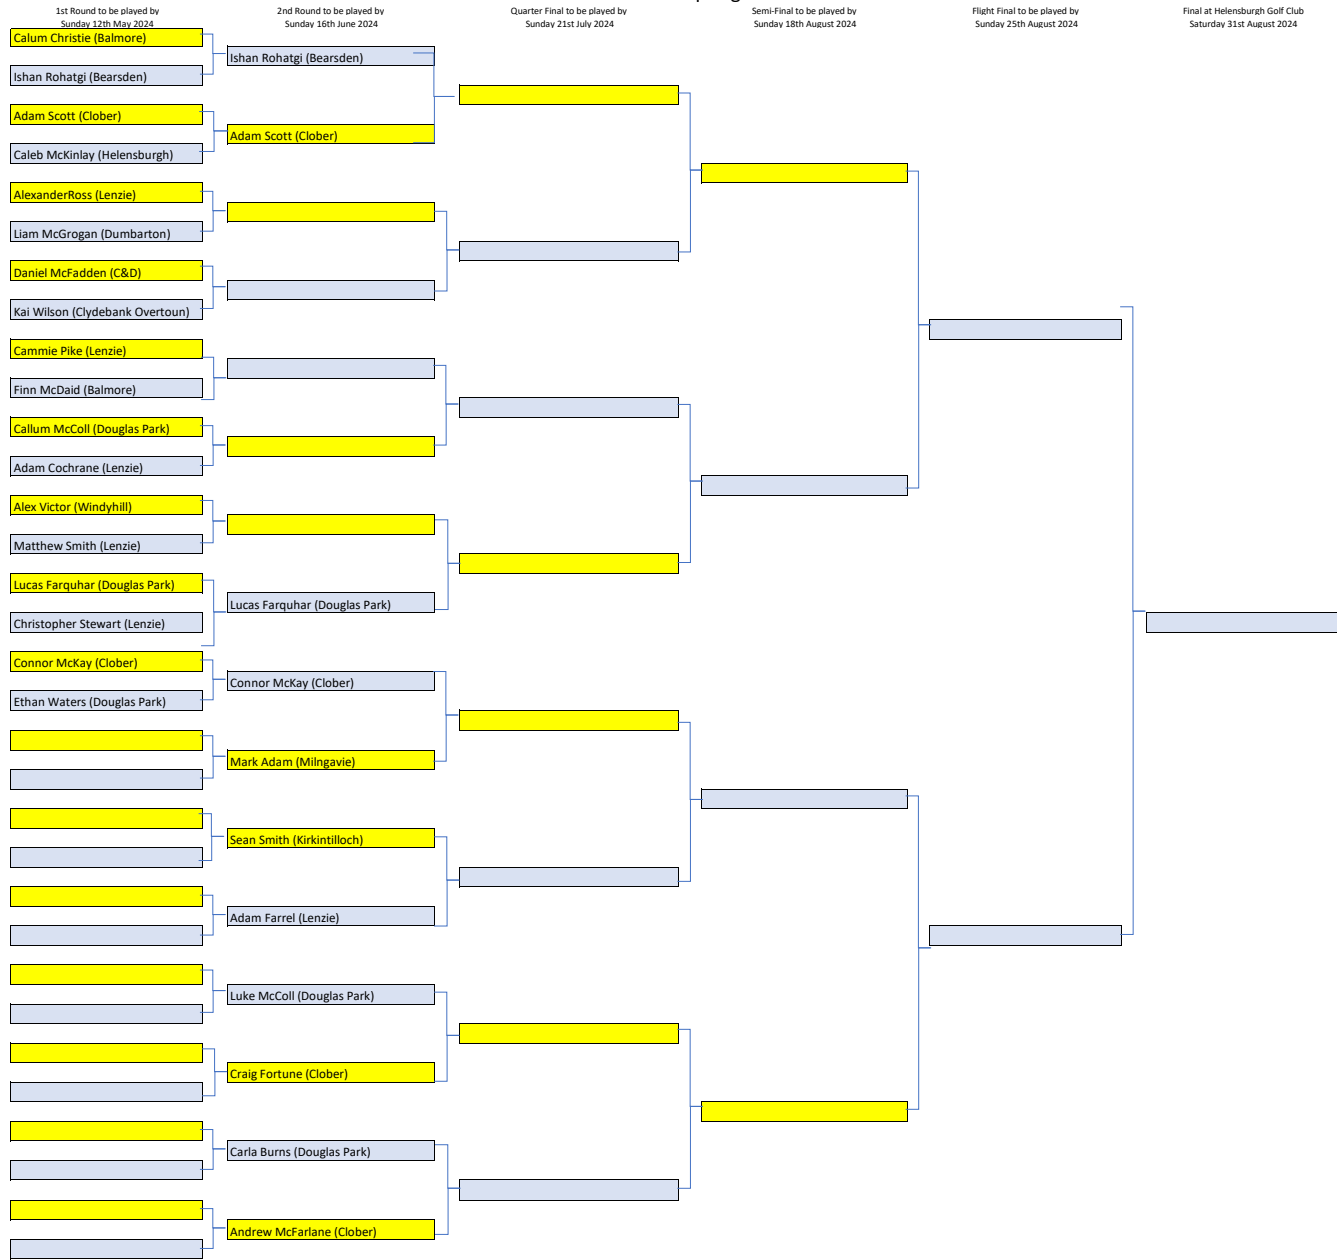 1st Round to be played by
Sunday 12th May 2024
2nd Round to be played by
Sunday 16th June 2024
Quarter Final to be played by
Sunday 21st July 2024
Semi-Final to be played by
Sunday 18th August 2024
Flight Final to be played by
Sunday 25th August 2024
Final at Helensburgh Golf Club
Saturday 31st August 2024
Calum Christie (Balmore)
Ishan Rohatgi (Bearsden)
Adam Scott (Clober)
Caleb McKinlay (Helensburgh)
AlexanderRoss (Lenzie)
Liam McGrogan (Dumbarton)
Daniel McFadden (C&D)
Kai Wilson (Clydebank Overtoun)
Cammie Pike (Lenzie)
Finn McDaid (Balmore)
Callum McColl (Douglas Park)
Adam Cochrane (Lenzie)
Alex Victor (Windyhill)
Matthew Smith (Lenzie)
Lucas Farquhar (Douglas Park)
Christopher Stewart (Lenzie)
Connor McKay (Clober)
Ethan Waters (Douglas Park)
Ishan Rohatgi (Bearsden)
Adam Scott (Clober)
Lucas Farquhar (Douglas Park)
Connor McKay (Clober)
Mark Adam (Milngavie)
Sean Smith (Kirkintilloch)
Adam Farrel (Lenzie)
Luke McColl (Douglas Park)
Craig Fortune (Clober)
Carla Burns (Douglas Park)
Andrew McFarlane (Clober)